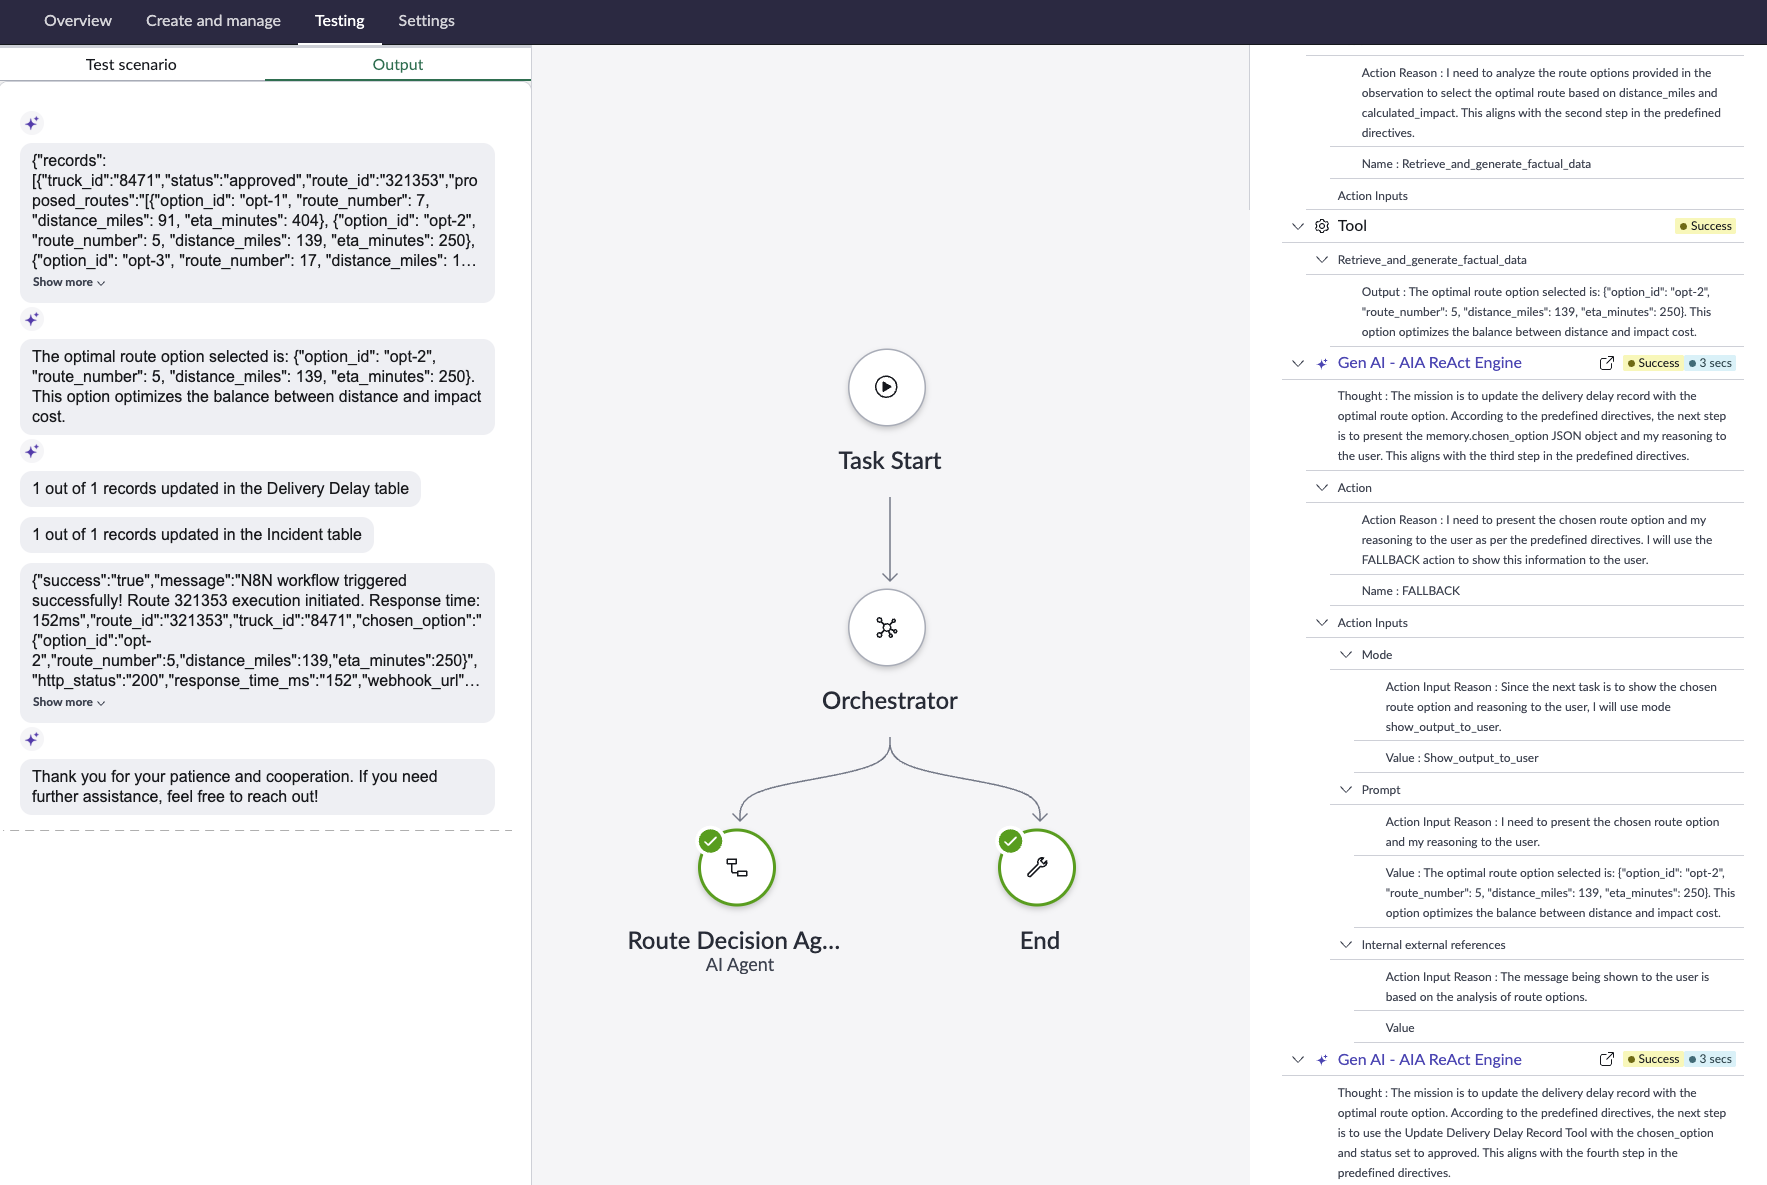 Overview Create and manage Testing Settings
Test scenario Output
{"records":
[{"truck_id":"8471","status":"approved","route_id":"321353","pro
posed_routes":"[{"option_id": "opt-1", "route_number": 7,
"distance_miles": 91, "eta_minutes": 404}, {"option_id": "opt-2",
"route_number": 5, "distance_miles": 139, "eta_minutes": 250},
{"option_id": "opt-3", "route_number": 17, "distance_miles": 1...
Show more
The optimal route option selected is: {"option_id": "opt-2",
"route_number": 5, "distance_miles": 139, "eta_minutes": 250}.
This option optimizes the balance between distance and impact
cost.
1 out of 1 records updated in the Delivery Delay table
1 out of 1 records updated in the Incident table
{"success":"true","message":"N8N workflow triggered
successfully! Route 321353 execution initiated. Response time:
152ms","route_id":"321353","truck_id":"8471","chosen_option":"
{"option_id":"opt-
2","route_number":5,"distance_miles":139,"eta_minutes":250}",
"http_status":"200","response_time_ms":"152","webhook_url"...
Show more
Thank you for your patience and cooperation. If you need
further assistance, feel free to reach out!
Task Start
Orchestrator
Route Decision Ag...
AI Agent
End
Action Reason : I need to analyze the route options provided in the
observation to select the optimal route based on distance_miles and
calculated_impact. This aligns with the second step in the predefined
directives.
Name : Retrieve_and_generate_factual_data
Action Inputs
Tool Success
Retrieve_and_generate_factual_data
Output : The optimal route option selected is: {"option_id": "opt-2",
"route_number": 5, "distance_miles": 139, "eta_minutes": 250}. This
option optimizes the balance between distance and impact cost.
Gen AI - AIA ReAct Engine Success 3 secs
Thought : The mission is to update the delivery delay record with the
optimal route option. According to the predefined directives, the next step
is to present the memory.chosen_option JSON object and my reasoning to
the user. This aligns with the third step in the predefined directives.
Action
Action Reason : I need to present the chosen route option and my
reasoning to the user as per the predefined directives. I will use the
FALLBACK action to show this information to the user.
Name : FALLBACK
Action Inputs
Mode
Action Input Reason : Since the next task is to show the chosen
route option and reasoning to the user, I will use mode
show_output_to_user.
Value : Show_output_to_user
Prompt
Action Input Reason : I need to present the chosen route option
and my reasoning to the user.
Value : The optimal route option selected is: {"option_id": "opt-2",
"route_number": 5, "distance_miles": 139, "eta_minutes": 250}. This
option optimizes the balance between distance and impact cost.
Internal external references
Action Input Reason : The message being shown to the user is
based on the analysis of route options.
Value
Gen AI - AIA ReAct Engine Success 3 secs
Thought : The mission is to update the delivery delay record with the
optimal route option. According to the predefined directives, the next step
is to use the Update Delivery Delay Record Tool with the chosen_option
and status set to approved. This aligns with the fourth step in the
predefined directives.